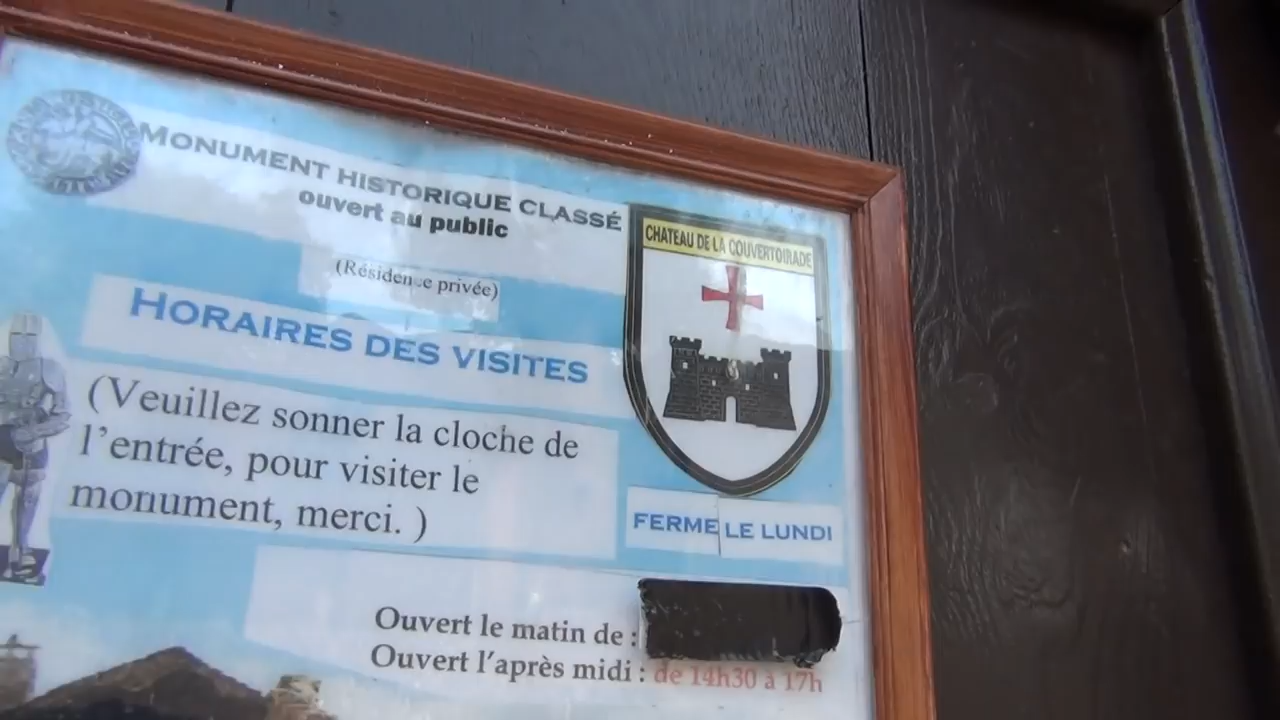 MONUMENT HISTORIQUE CLASSÉ
ouvert au public
(Résidence privée)
CHATEAU DE LA COUVERTOIRADE
HORAIRES DES VISITES
(Veuillez sonner la cloche de
l'entrée, pour visiter le
monument, merci. )
FERME LE LUNDI
Ouvert le matin de :
Ouvert l'après midi : de 14h30 à 17h